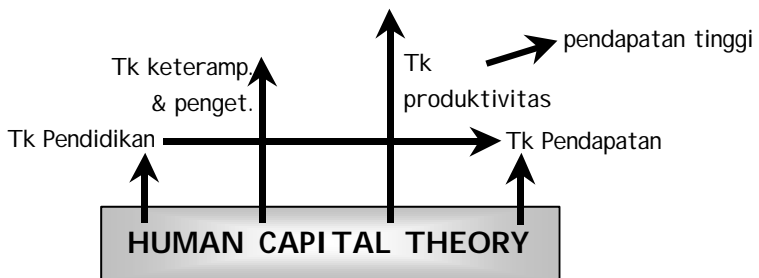 pendapatan tinggi
Tk keteramp.
& penget.
Tk
produktivitas
Tk Pendidikan
Tk Pendapatan
HUMAN CAPITAL THEORY